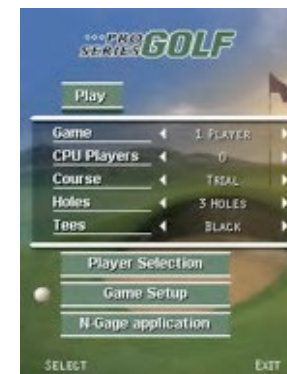 PRO
SERIES GOLF
Play
Game 1 PLAYER
CPU Players 0
Course TRIAL
Holes 3 HOLES
Tees BLACK
Player Selection
Game Setup
N-Gage application
SELECT EXIT